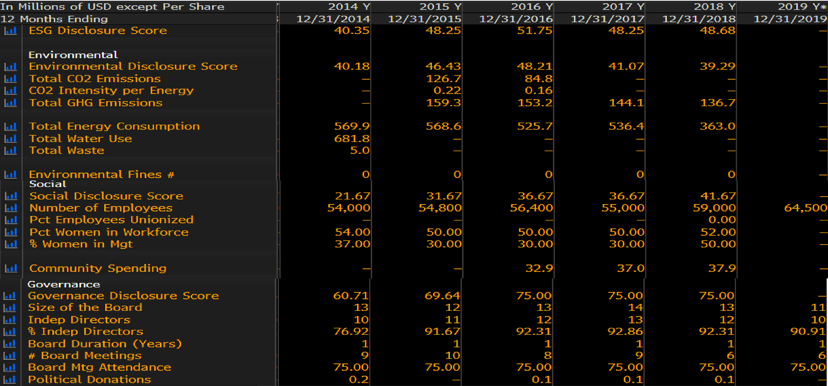 In Millions of USD except Per Share 2014 Y 2015 Y 2016 Y 2017 Y 2018 Y 2019 Y*
12 Months Ending 12/31/2014 12/31/2015 12/31/2016 12/31/2017 12/31/2018 12/31/2019
ESG Disclosure Score 40.35 48.25 51.75 48.25 48.68 —
Environmental
Environmental Disclosure Score 40.18 46.43 48.21 41.07 39.29 —
Total CO2 Emissions — 126.7 84.8 — — —
CO2 Intensity per Energy — 0.22 0.16 — — —
Total GHG Emissions — 159.3 153.2 144.1 136.7 —
Total Energy Consumption 569.9 568.6 525.7 536.4 363.0 —
Total Water Use 681.8 — — — — —
Total Waste 5.0 — — — — —
Environmental Fines # 0 0 0 0 0 —
Social
Social Disclosure Score 21.67 31.67 36.67 36.67 41.67 —
Number of Employees 54,000 54,800 56,400 55,000 59,000 64,500
Pct Employees Unionized — — — — 0.00 —
Pct Women in Workforce 54.00 50.00 50.00 50.00 52.00 —
% Women in Mgt 37.00 30.00 30.00 30.00 50.00 —
Community Spending — — 32.9 37.0 37.9 —
Governance
Governance Disclosure Score 60.71 69.64 75.00 75.00 75.00 —
Size of the Board 13 12 13 14 13 11
Indep Directors 10 11 12 13 12 10
% Indep Directors 76.92 91.67 92.31 92.86 92.31 90.91
Board Duration (Years) 1 1 1 1 1 1
# Board Meetings 9 10 8 9 6 6
Board Mtg Attendance 75.00 75.00 75.00 75.00 75.00 75.00
Political Donations 0.2 — 0.1 0.1 0.1 —